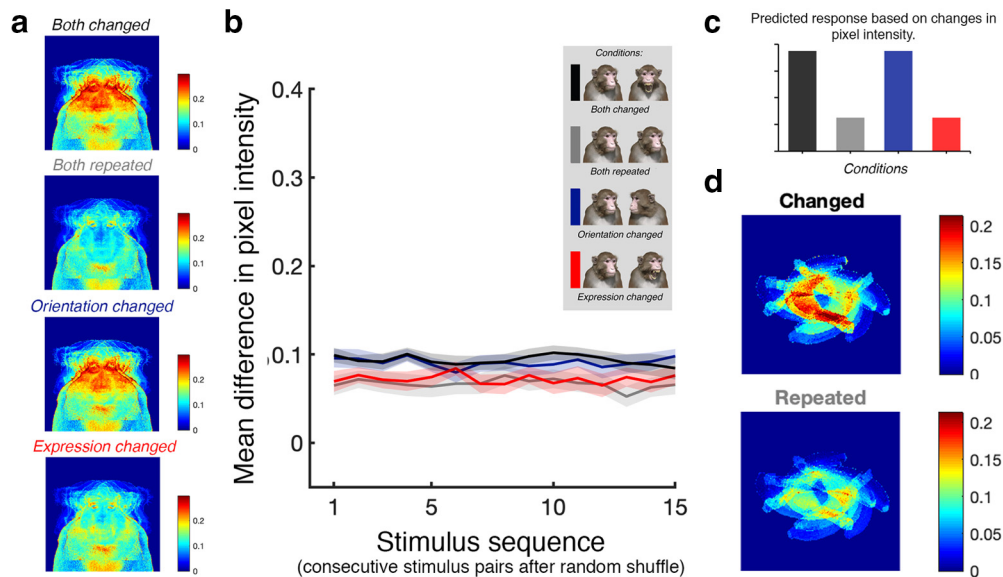 a
Both changed
0.2
0.1
0
Both repeated
0.2
0.1
0
Orientation changed
0.2
0.1
0
Expression changed
0.2
0.1
0
b
Mean difference in pixel intensity
0.4
0.3
0.2
0.1
0
1
5
10
15
Stimulus sequence
(consecutive stimulus pairs after random shuffle)
Conditions:
Both changed
Both repeated
Orientation changed
Expression changed
c
Predicted response based on changes in
pixel intensity.
Conditions
d
Changed
0.2
0.15
0.1
0.05
0
Repeated
0.2
0.15
0.1
0.05
0